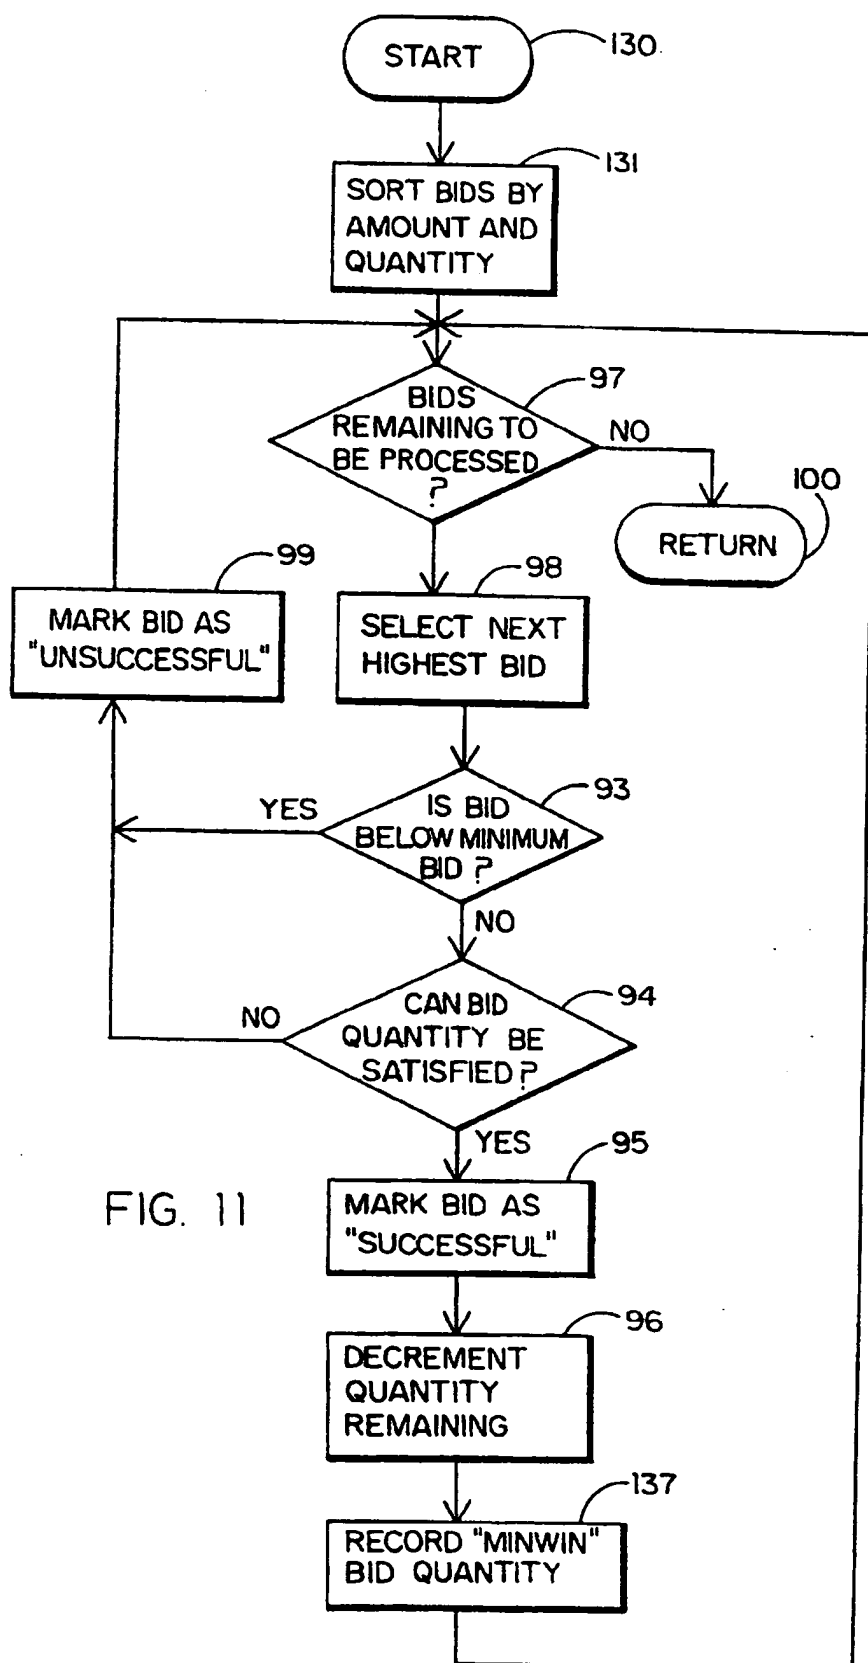 START
130
131
SORT BIDS BY
AMOUNT AND
QUANTITY
97
BIDS
REMAINING TO
BE PROCESSED
?
NO
100
RETURN
99
MARK BID AS
"UNSUCCESSFUL"
98
SELECT NEXT
HIGHEST BID
93
YES
IS BID
BELOW MINIMUM
BID ?
NO
94
NO
CAN BID
QUANTITY BE
SATISFIED ?
YES
95
FIG. 11
MARK BID AS
"SUCCESSFUL"
96
DECREMENT
QUANTITY
REMAINING
137
RECORD "MINWIN"
BID QUANTITY